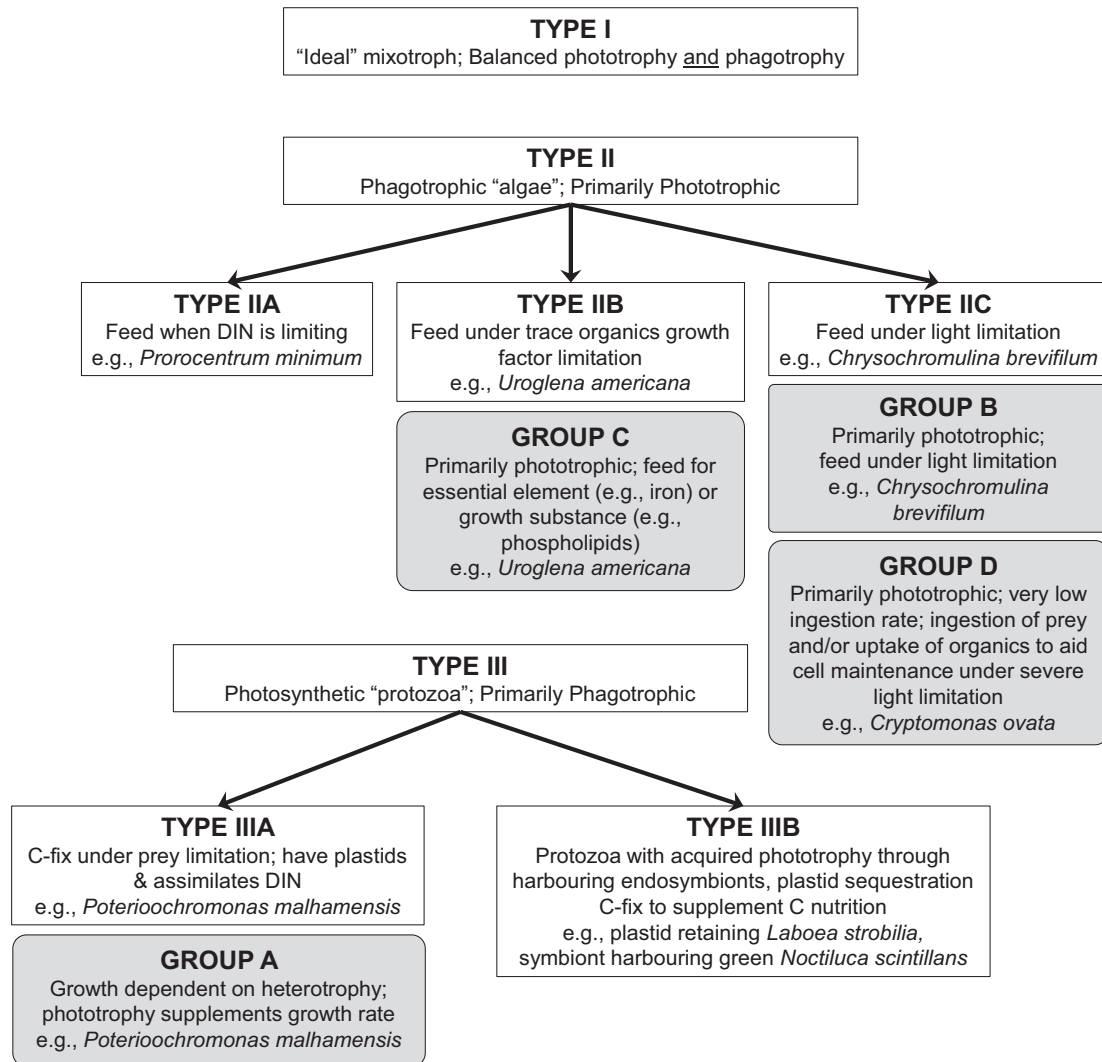 TYPE I
“Ideal” mixotroph; Balanced phototrophy and phagotrophy
TYPE II
Phagotrophic “algae”; Primarily Phototrophic
TYPE IIA
Feed when DIN is limiting
e.g., Prorocentrum minimum
TYPE IIB
Feed under trace organics growth
factor limitation
e.g., Uroglena americana
GROUP C
Primarily phototrophic; feed for
essential element (e.g., iron) or
growth substance (e.g.,
phospholipids)
e.g., Uroglena americana
TYPE IIC
Feed under light limitation
e.g., Chrysochromulina brevifilum
GROUP B
Primarily phototrophic;
feed under light limitation
e.g., Chrysochromulina
brevifilum
GROUP D
Primarily phototrophic; very low
ingestion rate; ingestion of prey
and/or uptake of organics to aid
cell maintenance under severe
light limitation
e.g., Cryptomonas ovata
TYPE III
Photosynthetic “protozoa”; Primarily Phagotrophic
TYPE IIIA
C-fix under prey limitation; have plastids
& assimilates DIN
e.g., Poterioochromonas malhamensis
GROUP A
Growth dependent on heterotrophy;
phototrophy supplements growth rate
e.g., Poterioochromonas malhamensis
TYPE IIIB
Protozoa with acquired phototrophy through
harbouring endosymbionts, plastid sequestration
C-fix to supplement C nutrition
e.g., plastid retaining Laboea strobilia,
symbiont harbouring green Noctiluca scintillans